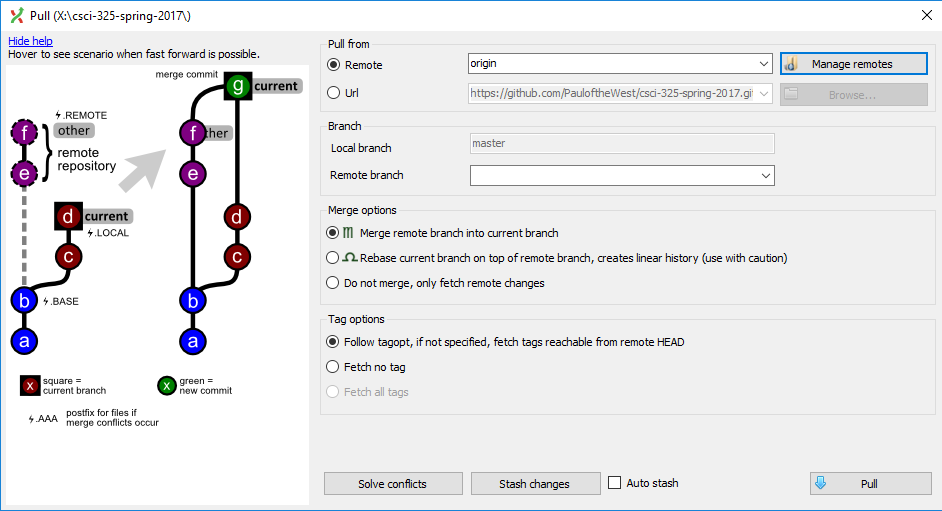 Pull (X:\csci-325-spring-2017\)
Hide help
Hover to see scenario when fast forward is possible.
merge commit
g current
.REMOTE
f other
f
e
remote
repository
e
d current
.LOCAL
d
c
c
b .BASE
b
a
a
x square =
current branch
x green =
new commit
.AAA postfix for files if
merge conflicts occur
Pull from
Remote origin Manage remotes
Url https://github.com/PauloftheWest/csci-325-spring-2017.gi Browse...
Branch
Local branch master
Remote branch
Merge options
Merge remote branch into current branch
Rebase current branch on top of remote branch, creates linear history (use with caution)
Do not merge, only fetch remote changes
Tag options
Follow tagopt, if not specified, fetch tags reachable from remote HEAD
Fetch no tag
Fetch all tags
Solve conflicts Stash changes Auto stash Pull